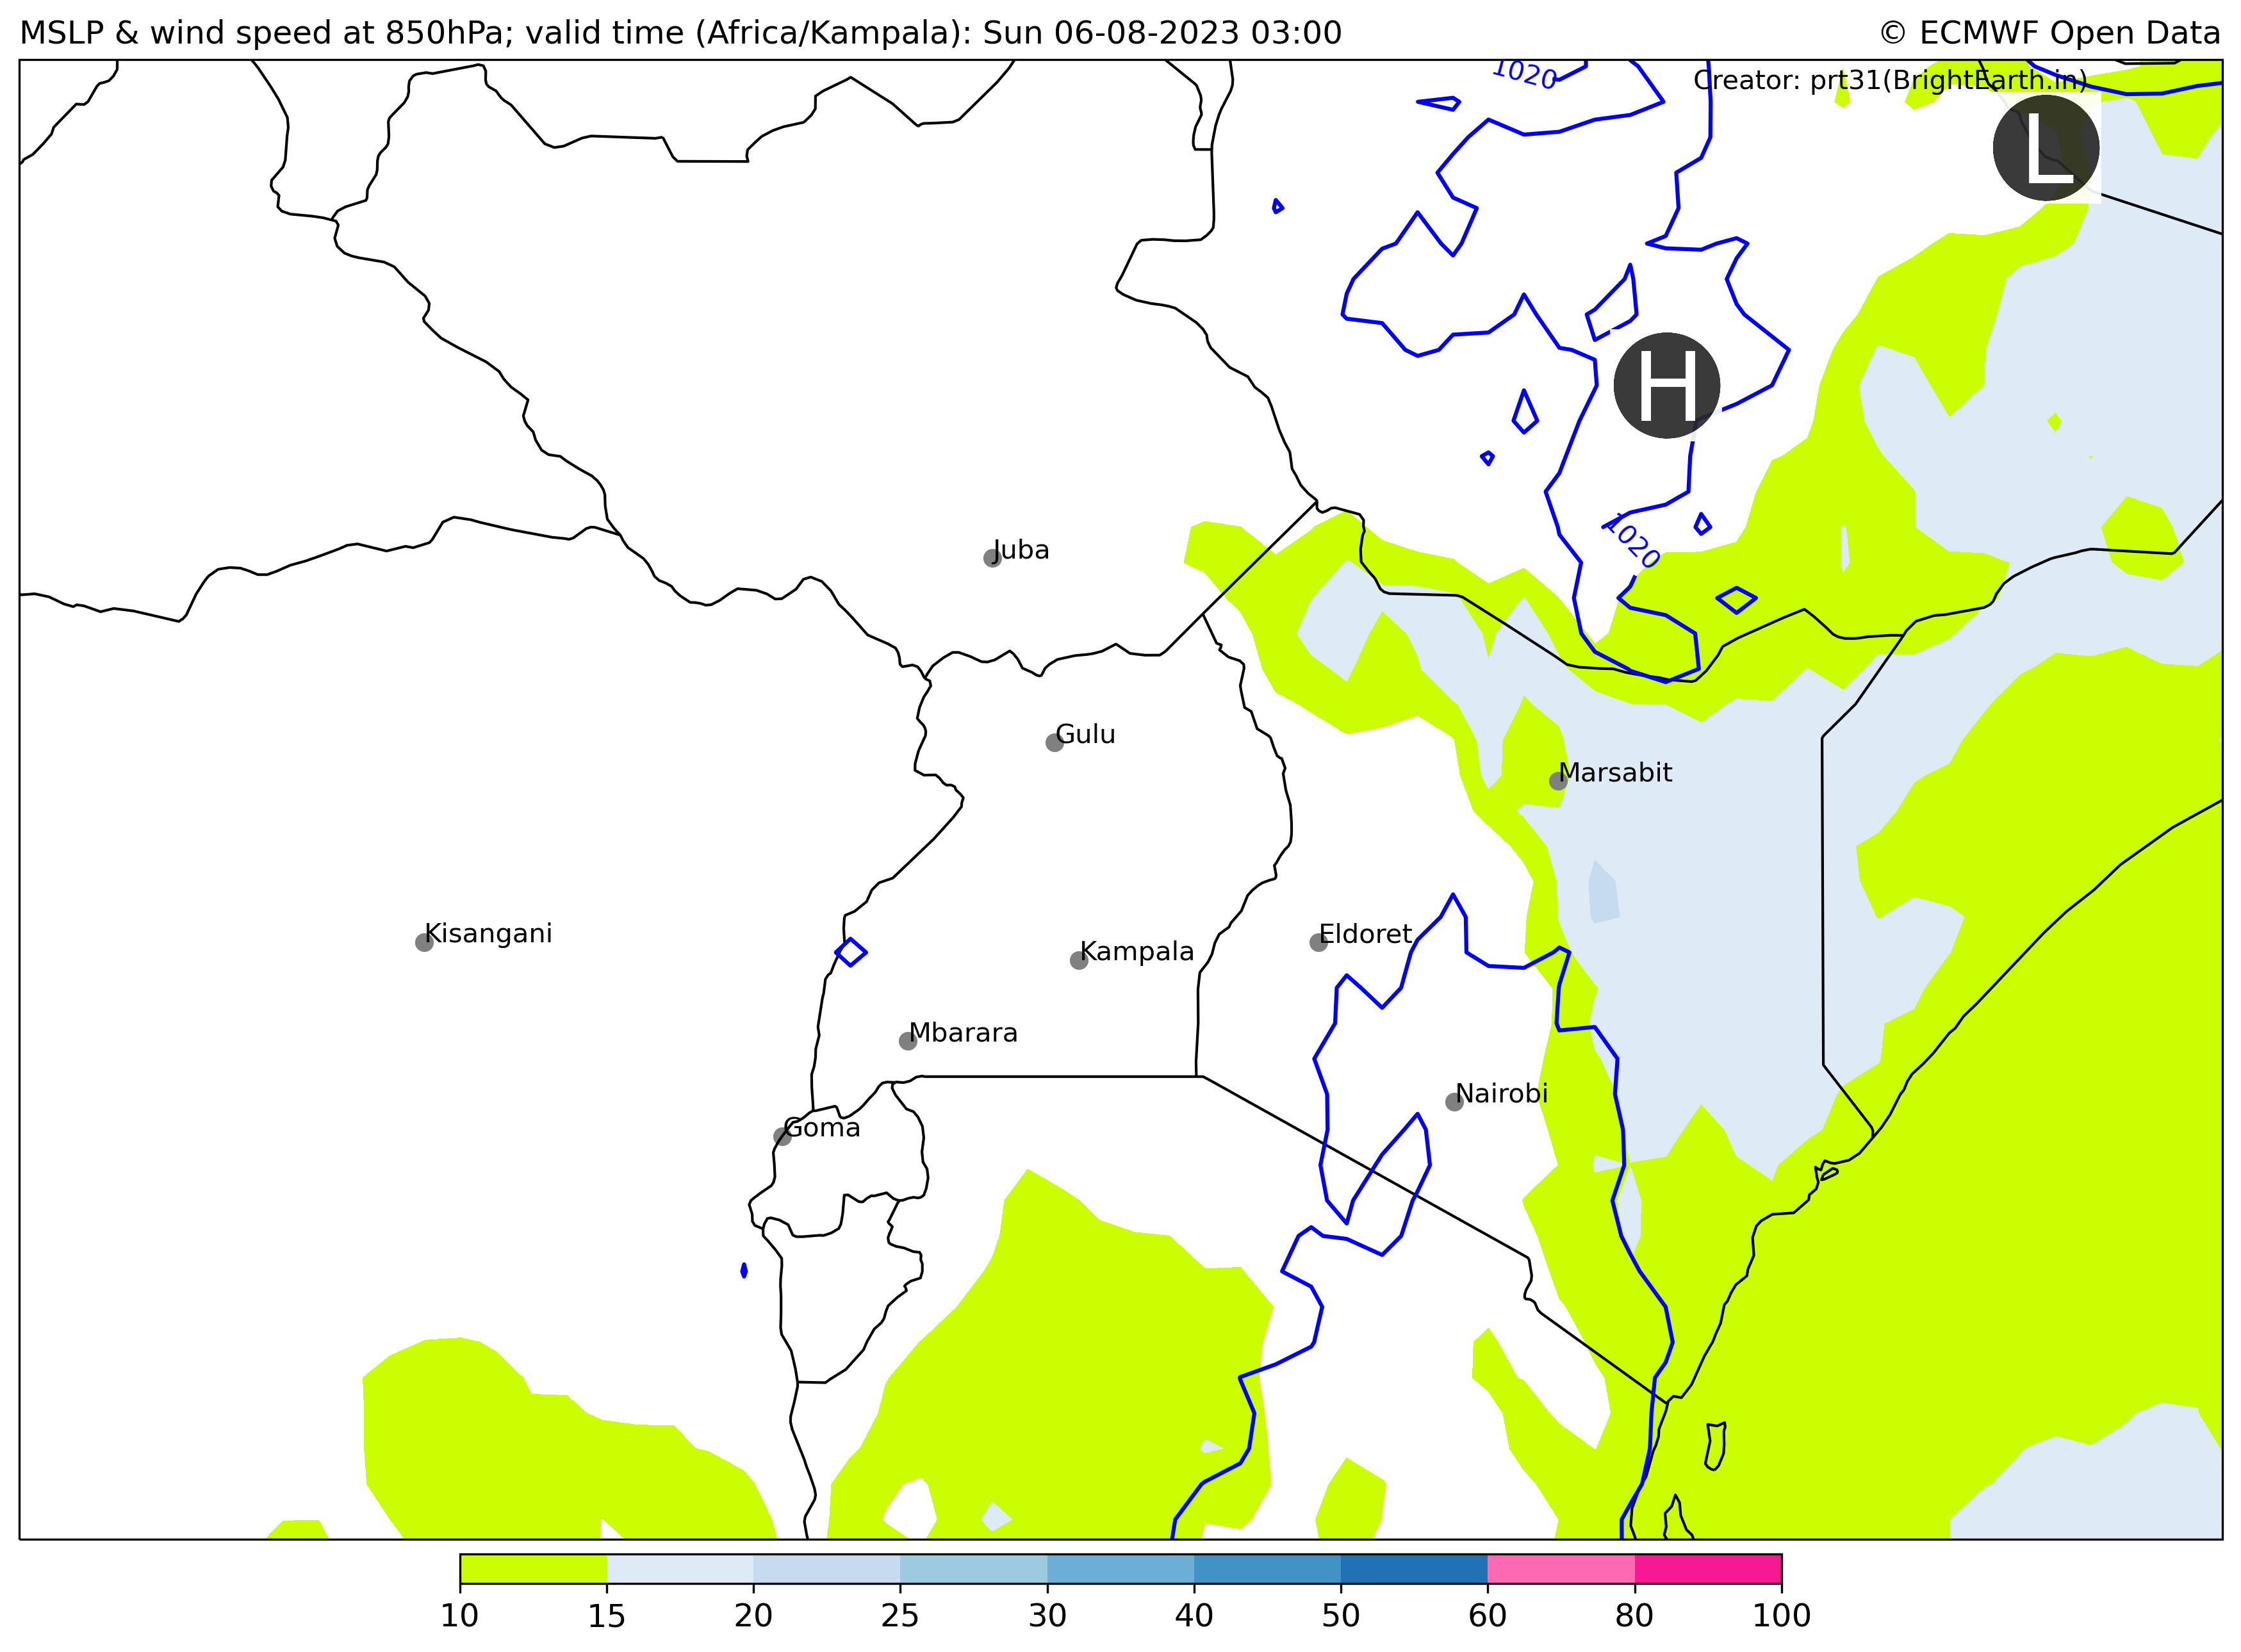 MSLP & wind speed at 850hPa; valid time (Africa/Kampala): Sun 06-08-2023 03:00
© ECMWF Open Data
1020
Creator: prt31(BrightEarth.in)
L
H
1020
Juba
Gulu
Marsabit
Kisangani
Eldoret
Kampala
Mbarara
Nairobi
Goma
10 15 20 25 30 40 50 60 80 100